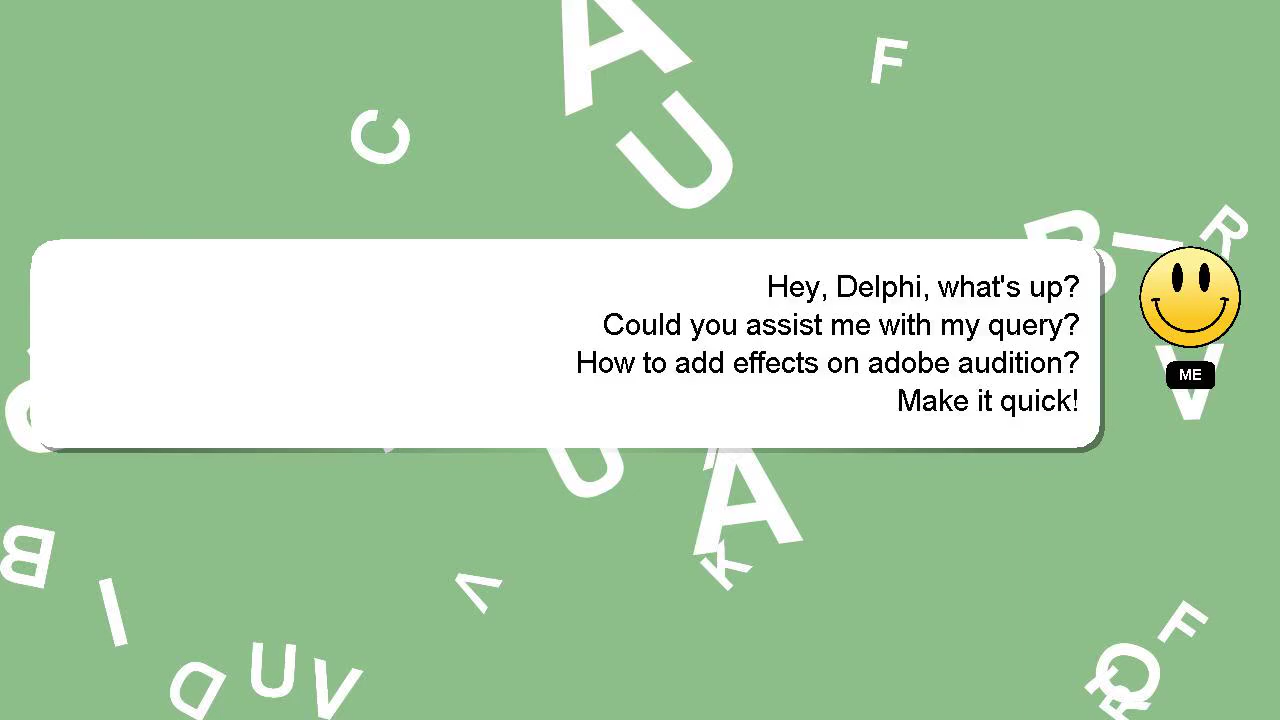 A
F
C
U
R
Hey, Delphi, what's up?
Could you assist me with my query?
How to add effects on adobe audition?
Make it quick!
ME
V
U
A
K
B
I
V
D
U
V
F
Q
R